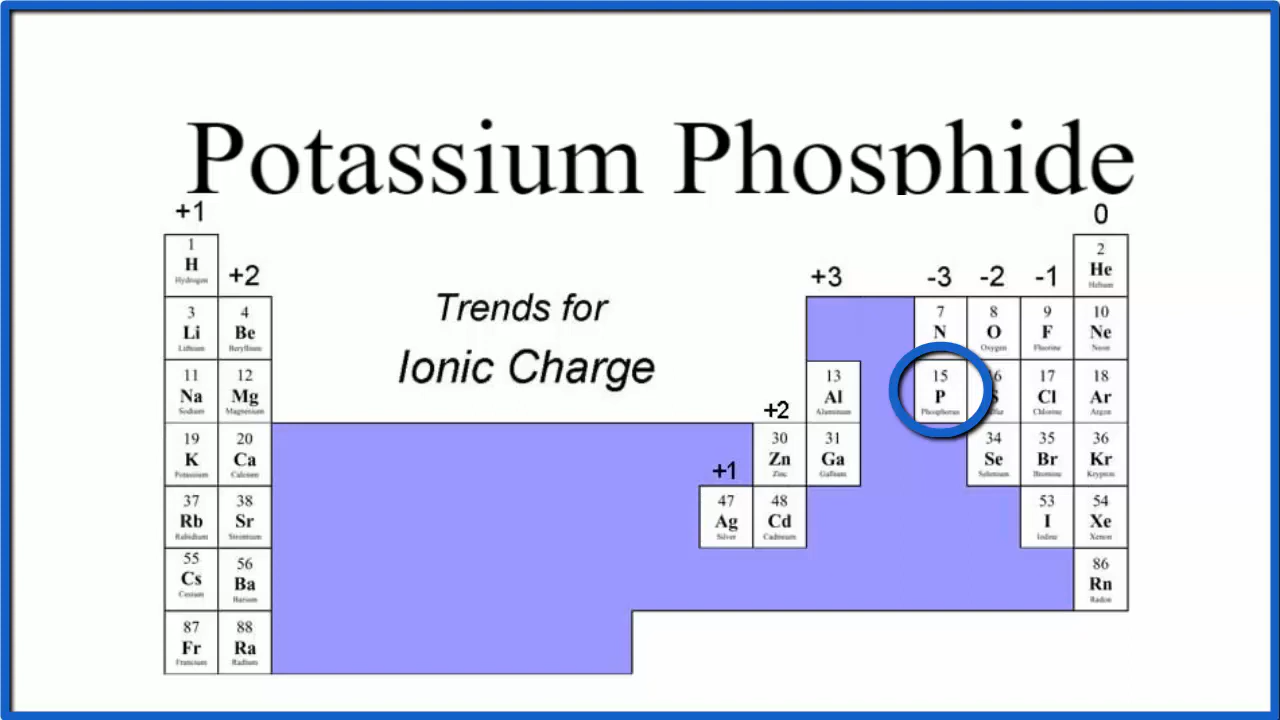 Potassium Phosphide
+1
0
1
H
Hydrogen
2
He
Helium
+2
+3
-3
-2
-1
Trends for
Ionic Charge
3
Li
Lithium
4
Be
Beryllium
7
N
8
O
Oxygen
9
F
Fluorine
10
Ne
Neon
11
Na
Sodium
12
Mg
Magnesium
13
Al
Aluminum
15
P
Phosphorus
16
S
17
Cl
Chlorine
18
Ar
Argon
+2
19
K
Potassium
20
Ca
Calcium
30
Zn
Zinc
31
Ga
Gallium
34
Se
Selenium
35
Br
Bromine
36
Kr
Krypton
+1
37
Rb
Rubidium
38
Sr
Strontium
47
Ag
Silver
48
Cd
Cadmium
53
I
Iodine
54
Xe
Xenon
55
Cs
Cesium
56
Ba
Barium
86
Rn
Radon
87
Fr
Francium
88
Ra
Radium